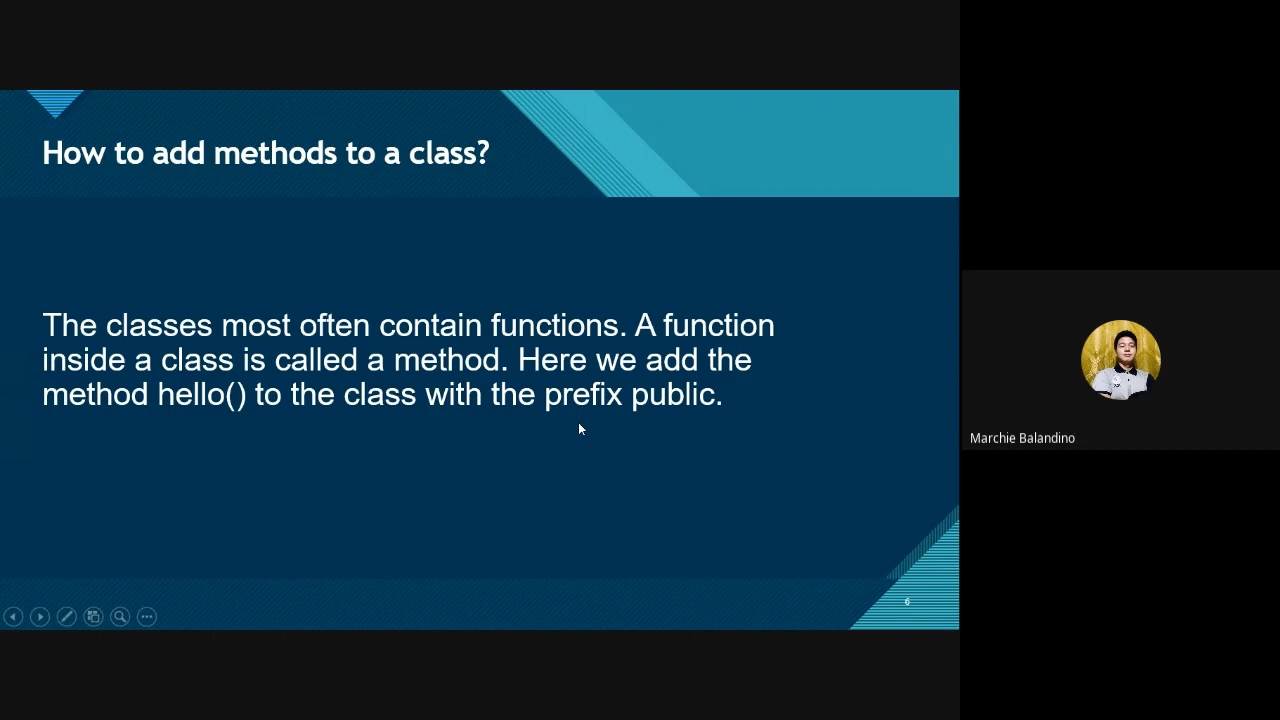 How to add methods to a class?
The classes most often contain functions. A function
inside a class is called a method. Here we add the
method hello() to the class with the prefix public.
6
Marchie Balandino